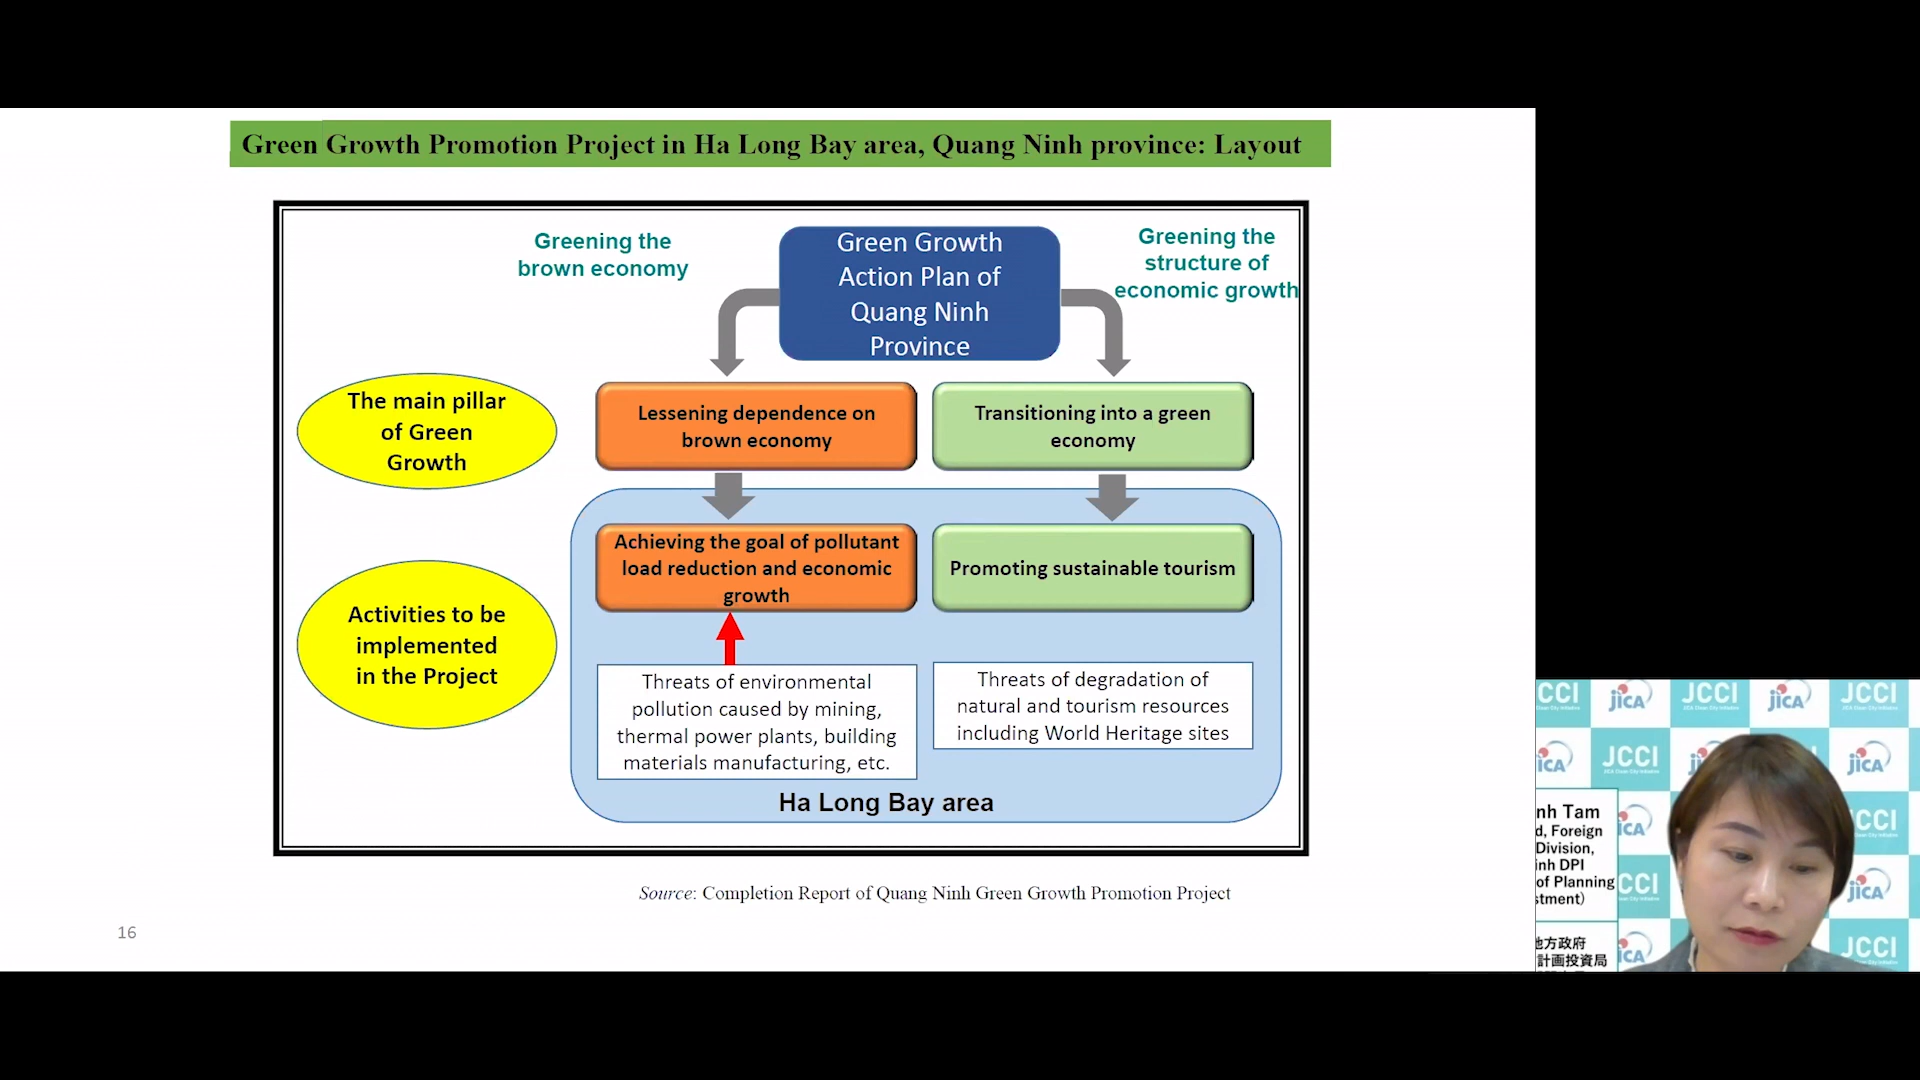 Green Growth Promotion Project in Ha Long Bay area, Quang Ninh province: Layout
Greening the
brown economy
Green Growth
Action Plan of
Quang Ninh
Province
Greening the
structure of
economic growth
The main pillar
of Green
Growth
Lessening dependence on
brown economy
Transitioning into a green
economy
Activities to be
implemented
in the Project
Achieving the goal of pollutant
load reduction and economic
growth
Promoting sustainable tourism
Threats of environmental
pollution caused by mining,
thermal power plants, building
materials manufacturing, etc.
Threats of degradation of
natural and tourism resources
including World Heritage sites
Ha Long Bay area
Source: Completion Report of Quang Ninh Green Growth Promotion Project
16
JCCI
JICA
JCCI
JICA
JCCI
JCCI
JICA
JCCI
JCCI
JICA
JCCI
JICA
nh Tam
d, Foreign
Division,
inh DPI
of Planning
stment)
地方政府
計画投資局